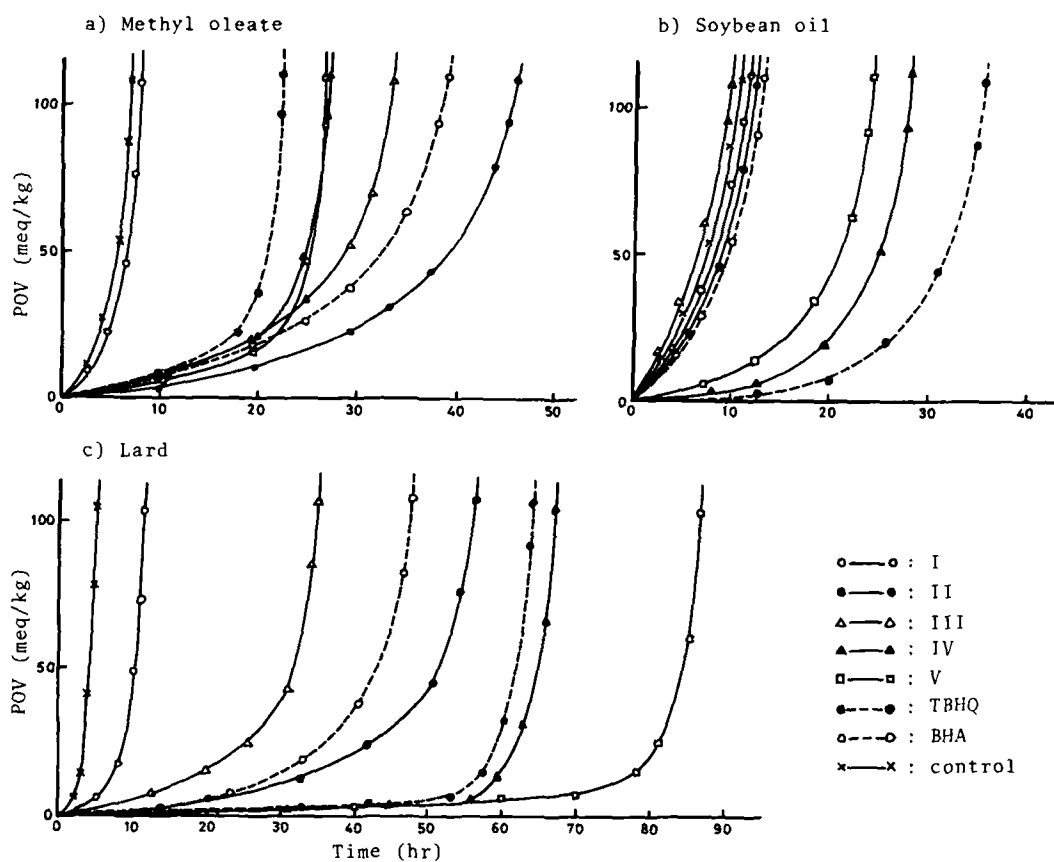 a) Methyl oleate
b) Soybean oil
POV (meq/kg)
100
50
0
0 10 20 30 40 50
0 10 20 30 40
c) Lard
POV (meq/kg)
100
50
0
0 10 20 30 40 50 60 70 80 90
Time (hr)
: I
: II
: III
: IV
: V
: TBHQ
: BHA
: control